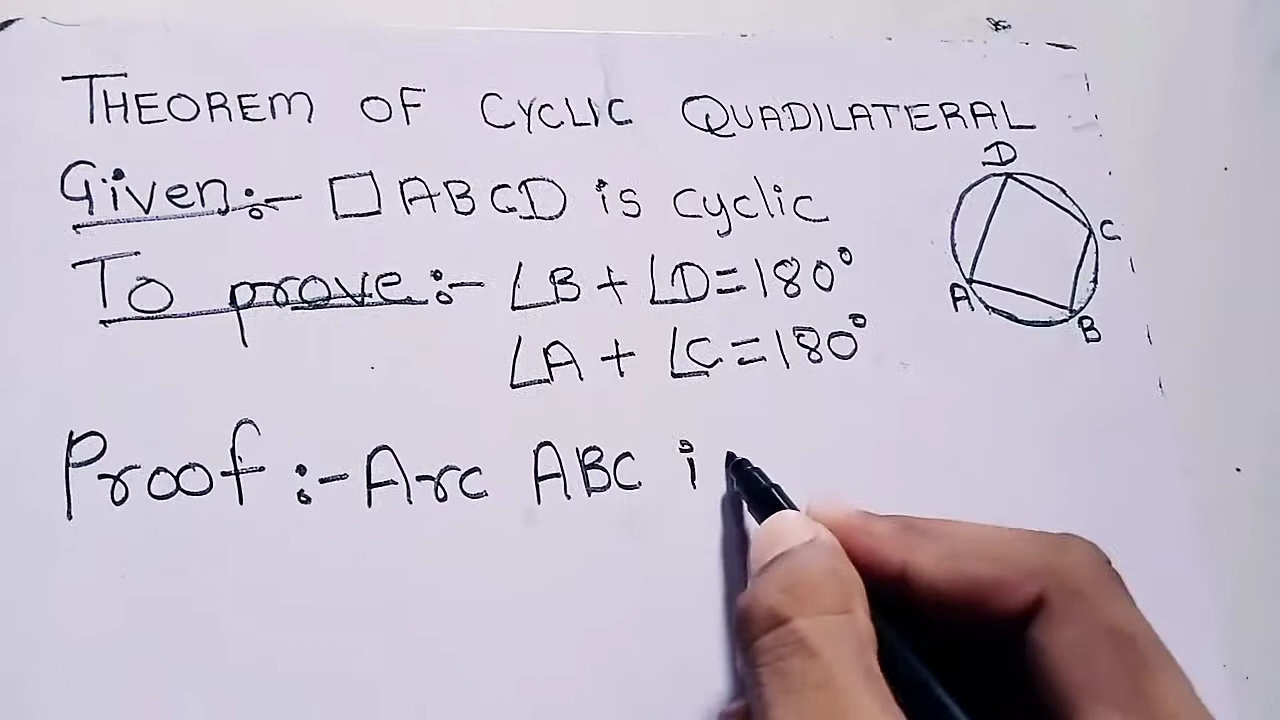 THEOREM OF CYCLIC QUADILATERAL
Given:- □ABCD is cyclic
To prove:- ∠B + ∠D = 180°
∠A + ∠C = 180°
Proof :- Arc ABC i
D
C
A
B